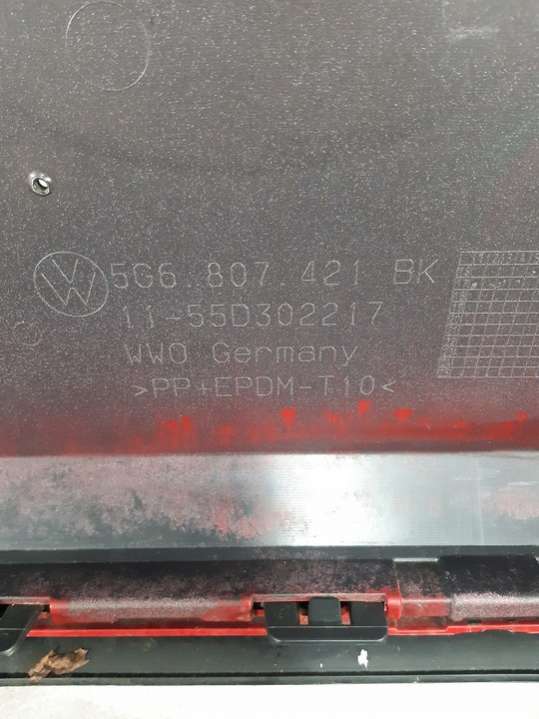 5G6.807.421 BK
11-55D302217
WWO Germany
>PP+EPDM-T10<